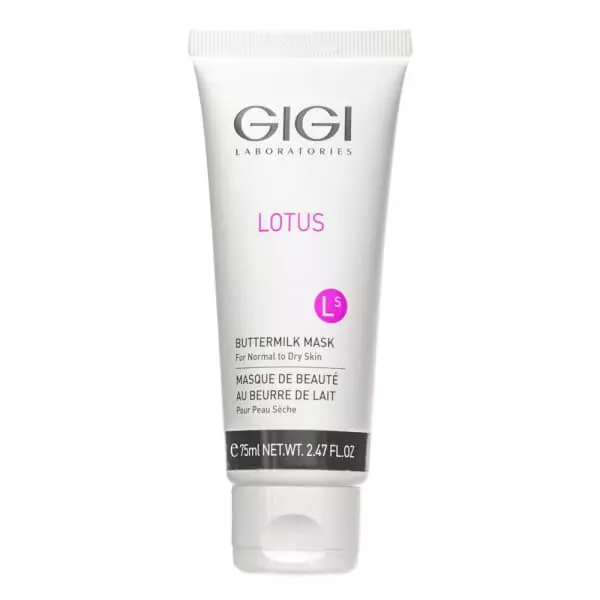 GIGI
LABORATORIES
LOTUS
LS
BUTTERMILK MASK
For Normal to Dry Skin
MASQUE DE BEAUTÉ
AU BEURRE DE LAIT
Pour Peau Sèche
℮ 75ml NET.WT. 2.47 FL.OZ